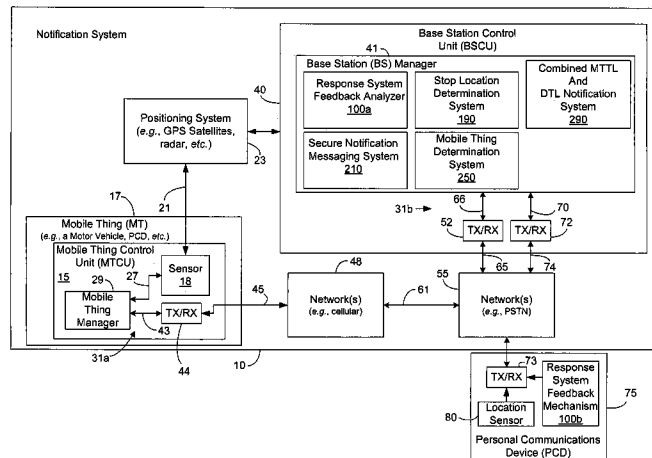 Notification System
Base Station Control
Unit (BSCU)
41
Base Station (BS) Manager
Response System
Feedback Analyzer
100a
Stop Location
Determination
System
190
Combined MTTL
And
DTL Notification
System
290
40
Positioning System
(e.g., GPS Satellites,
radar, etc.)
23
Secure Notification
Messaging System
210
Mobile Thing
Determination
System
250
17
21
66
31b
70
Mobile Thing (MT)
(e.g., a Motor Vehicle, PCD, etc.)
52
TX/RX
TX/RX
72
Mobile Thing Control
Unit (MTCU)
15
29
27
Sensor
18
48
55
65
74
Mobile
Thing
Manager
43
TX/RX
45
Network(s)
(e.g., cellular)
61
Network(s)
(e.g., PSTN)
31a
44
10
73
TX/RX
Response
System
Feedback
Mechanism
100b
75
80
Location
Sensor
Personal Communications
Device (PCD)